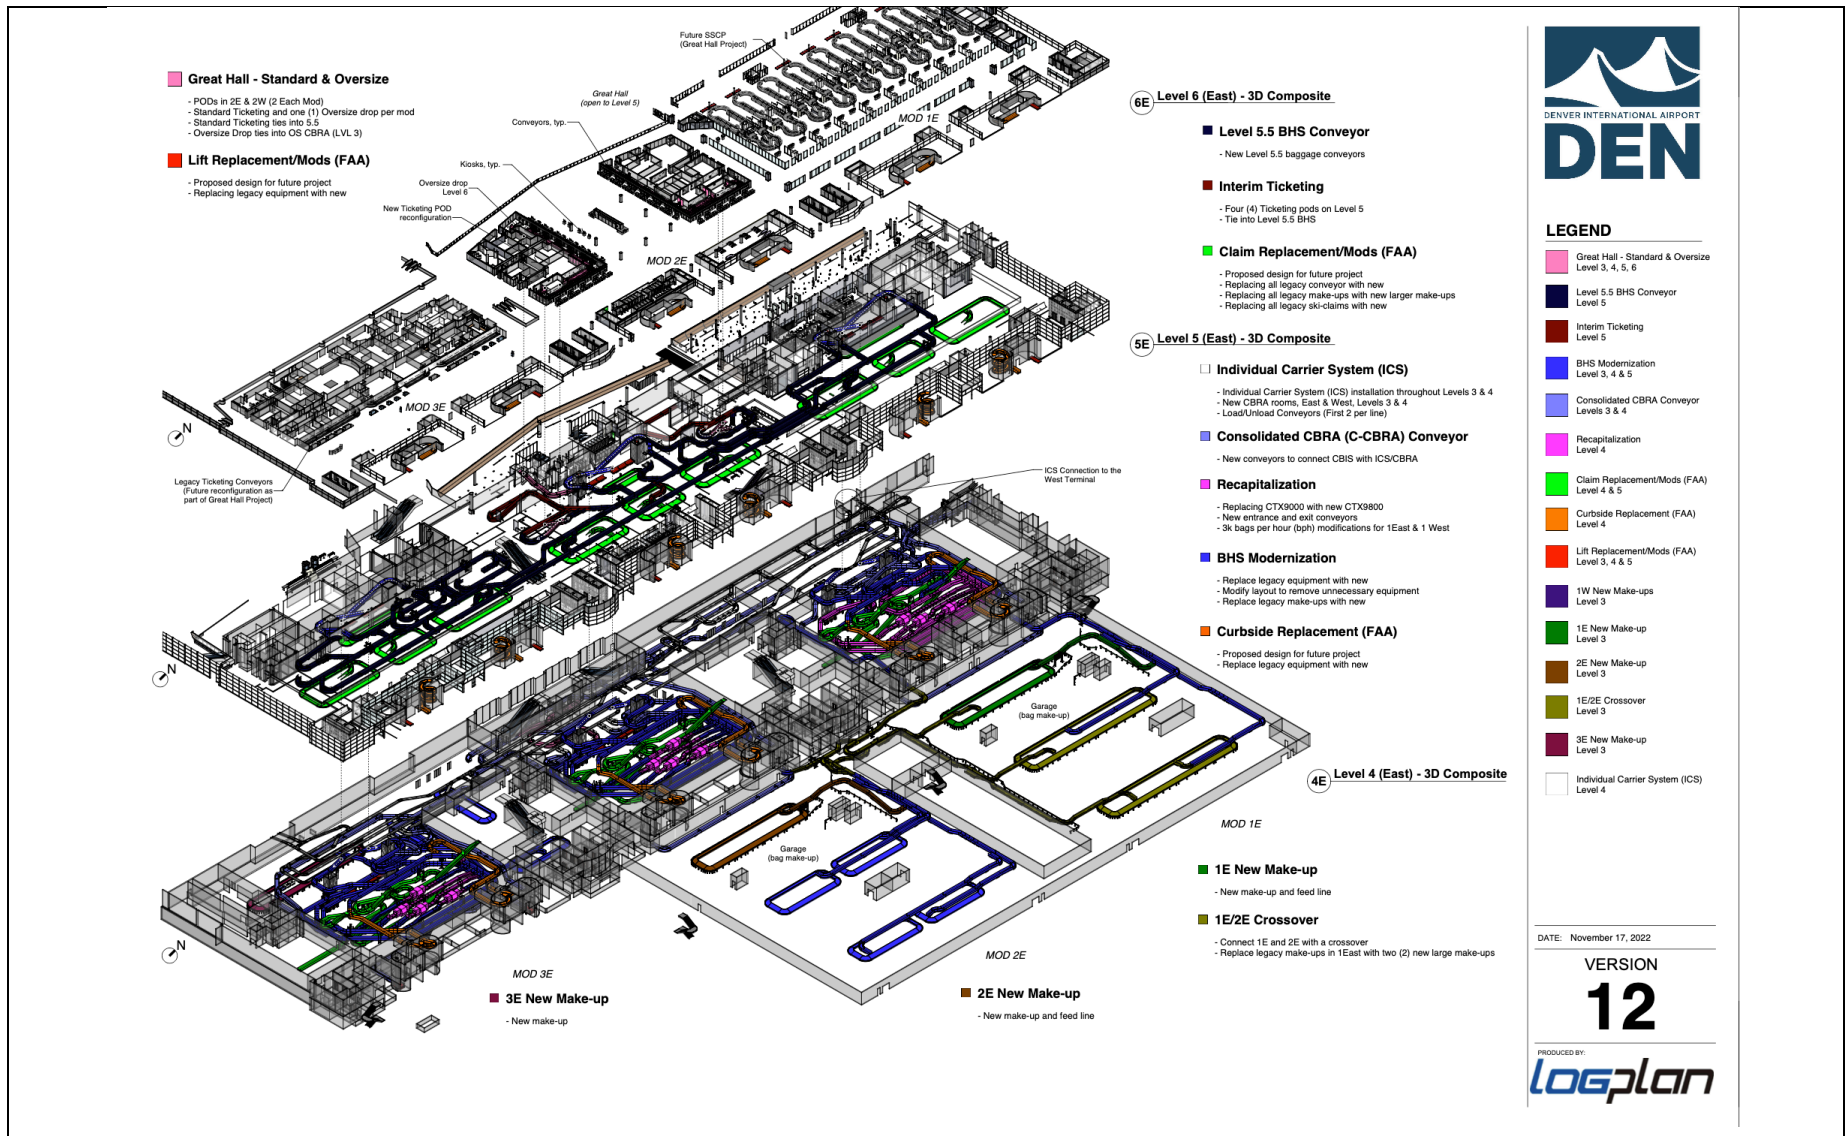 Great Hall - Standard & Oversize
- PODs in 2E & 2W (2 Each Mod)
- Standard Ticketing and one (1) Oversize drop per mod
- Standard Ticketing ties into 5.5
- Oversize Drop ties into OS CBRA (LVL 3)
Lift Replacement/Mods (FAA)
- Proposed design for future project
- Replacing legacy equipment with new
Future SSCP
(Great Hall Project)
Great Hall
(open to Level 5)
Conveyors, typ.
Kiosks, typ.
Oversize drop
Level 6
New Ticketing POD
reconfiguration
MOD 1E
MOD 2E
MOD 3E
N
Legacy Ticketing Conveyors
(Future reconfiguration as
part of Great Hall Project)
ICS Connection to the
West Terminal
N
Garage
(bag make-up)
Garage
(bag make-up)
N
MOD 1E
MOD 2E
MOD 3E
3E New Make-up
- New make-up
2E New Make-up
- New make-up and feed line
6E
Level 6 (East) - 3D Composite
Level 5.5 BHS Conveyor
- New Level 5.5 baggage conveyors
Interim Ticketing
- Four (4) Ticketing pods on Level 5
- Tie into Level 5.5 BHS
Claim Replacement/Mods (FAA)
- Proposed design for future project
- Replacing all legacy conveyor with new
- Replacing all legacy make-ups with new larger make-ups
- Replacing all legacy ski-claims with new
5E
Level 5 (East) - 3D Composite
Individual Carrier System (ICS)
- Individual Carrier System (ICS) installation throughout Levels 3 & 4
- New CBRA rooms, East & West, Levels 3 & 4
- Load/Unload Conveyors (First 2 per line)
Consolidated CBRA (C-CBRA) Conveyor
- New conveyors to connect CBIS with ICS/CBRA
Recapitalization
- Replacing CTX9000 with new CTX9800
- New entrance and exit conveyors
- 3k bags per hour (bph) modifications for 1East & 1 West
BHS Modernization
- Replace legacy equipment with new
- Modify layout to remove unnecessary equipment
- Replace legacy make-ups with new
Curbside Replacement (FAA)
- Proposed design for future project
- Replace legacy equipment with new
4E
Level 4 (East) - 3D Composite
1E New Make-up
- New make-up and feed line
1E/2E Crossover
- Connect 1E and 2E with a crossover
- Replace legacy make-ups in 1East with two (2) new large make-ups
DENVER INTERNATIONAL AIRPORT
DEN
LEGEND
Great Hall - Standard & Oversize
Level 3, 4, 5, 6
Level 5.5 BHS Conveyor
Level 5
Interim Ticketing
Level 5
BHS Modernization
Level 3, 4 & 5
Consolidated CBRA Conveyor
Levels 3 & 4
Recapitalization
Level 4
Claim Replacement/Mods (FAA)
Level 4 & 5
Curbside Replacement (FAA)
Level 4
Lift Replacement/Mods (FAA)
Level 3, 4 & 5
1W New Make-ups
Level 3
1E New Make-up
Level 3
2E New Make-up
Level 3
1E/2E Crossover
Level 3
3E New Make-up
Level 3
Individual Carrier System (ICS)
Level 4
DATE: November 17, 2022
VERSION
12
PRODUCED BY:
logplan